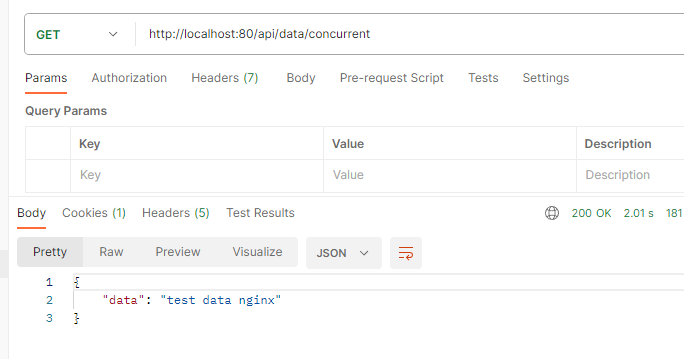 GET http://localhost:80/api/data/concurrent
Params Authorization Headers (7) Body Pre-request Script Tests Settings
Query Params
Key Value Description
Key Value Description
Body Cookies (1) Headers (5) Test Results 200 OK 2.01 s 181
Pretty Raw Preview Visualize JSON
1 {
2 "data": "test data nginx"
3 }